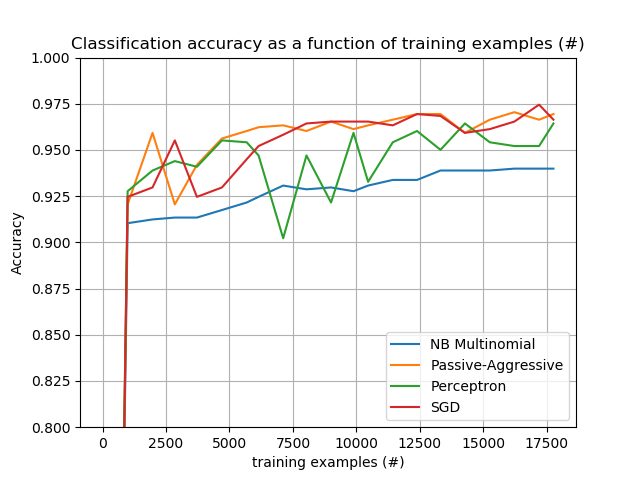 Classification accuracy as a function of training examples (#)
1.000
0.975
0.950
0.925
0.900
0.875
0.850
0.825
0.800
Accuracy
NB Multinomial
Passive-Aggressive
Perceptron
SGD
0 2500 5000 7500 10000 12500 15000 17500
training examples (#)